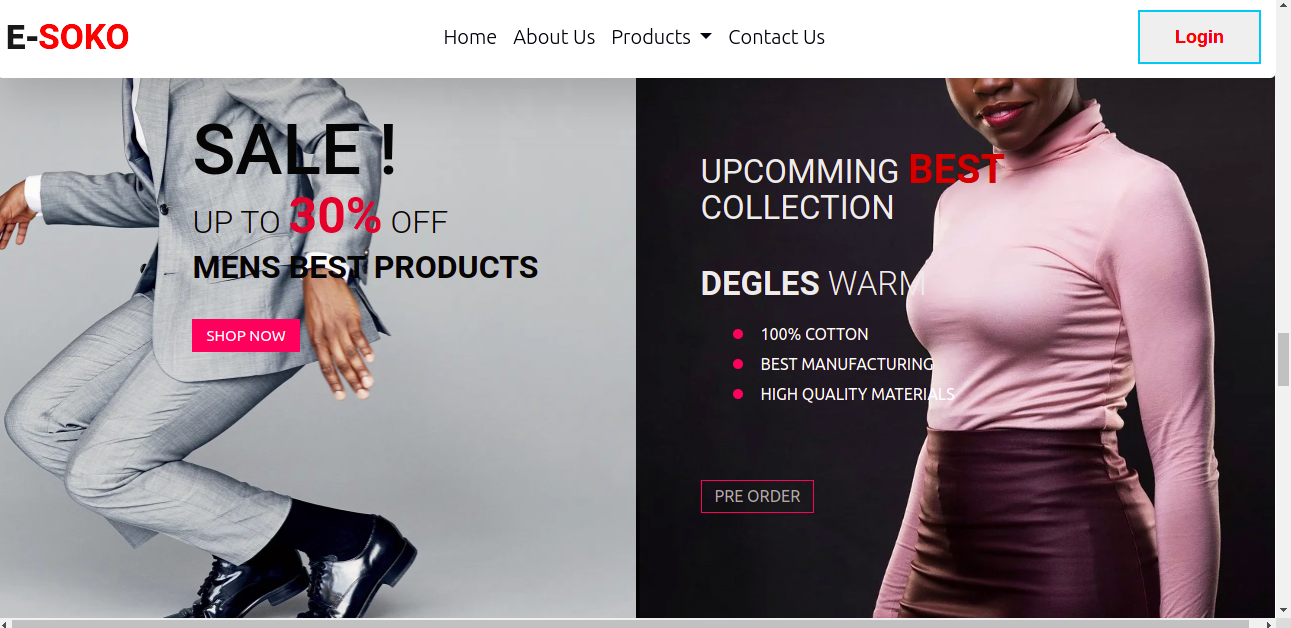 E-SOKO
Home About Us Products Contact Us
Login
SALE !
UP TO 30% OFF
MENS BEST PRODUCTS
SHOP NOW
UPCOMMING BEST
COLLECTION
DEGLES WARM
100% COTTON
BEST MANUFACTURING
HIGH QUALITY MATERIALS
PRE ORDER